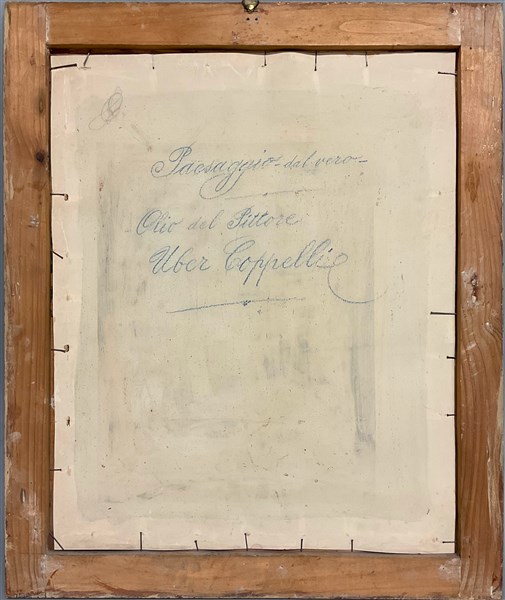 Paesaggio - dal vero -
- Olio del Pittore
Uber Coppelli